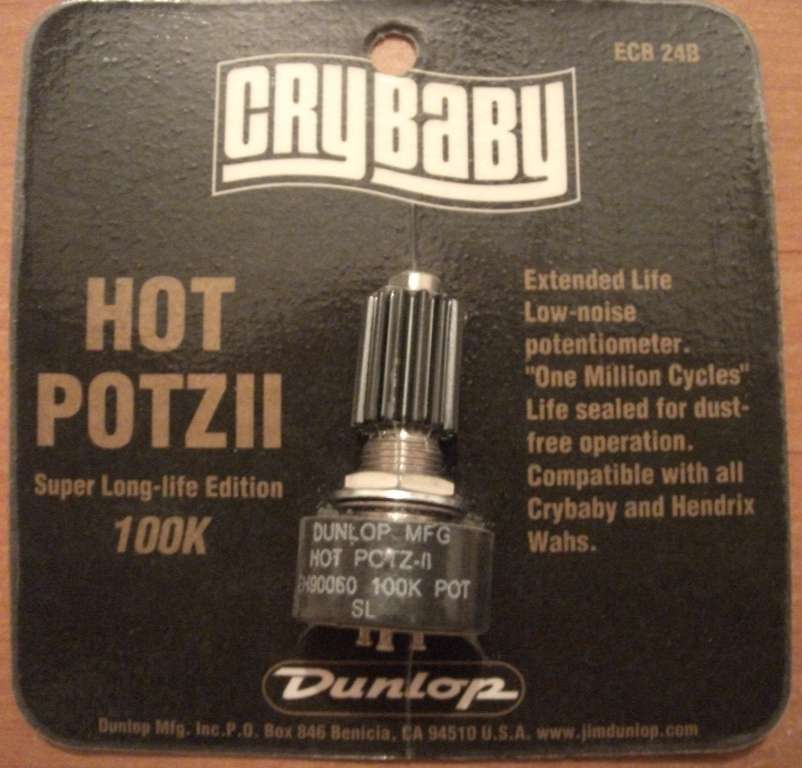 ECB 24B
CRYBABY
HOT
POTZII
Super Long-life Edition
100K
Extended Life
Low-noise
potentiometer.
"One Million Cycles"
Life sealed for dust-
free operation.
Compatible with all
Crybaby and Hendrix
Wahs.
DUNLOP MFG
HOT POTZ-II
90060 100K POT
SL
Dunlop
Dunlop Mfg. Inc.P.O. Box 846 Benicia, CA 94510 U.S.A. www.jimdunlop.com